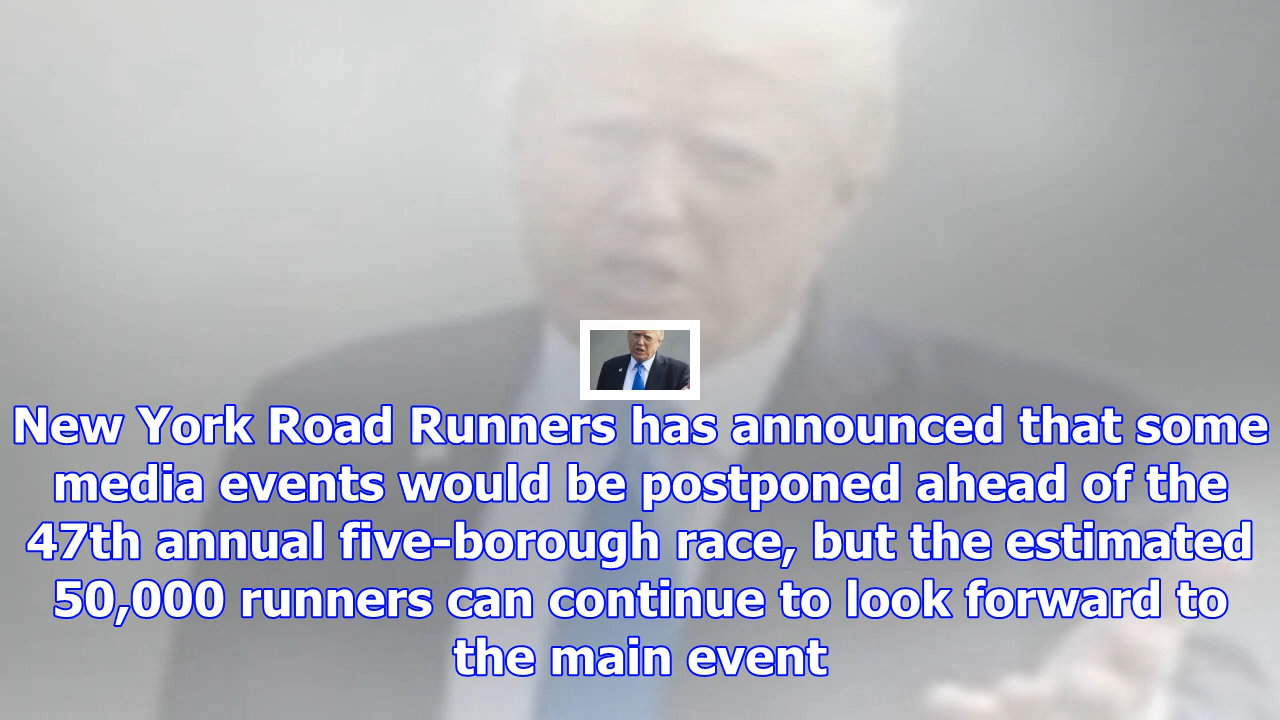 New York Road Runners has announced that some
media events would be postponed ahead of the
47th annual five-borough race, but the estimated
50,000 runners can continue to look forward to
the main event